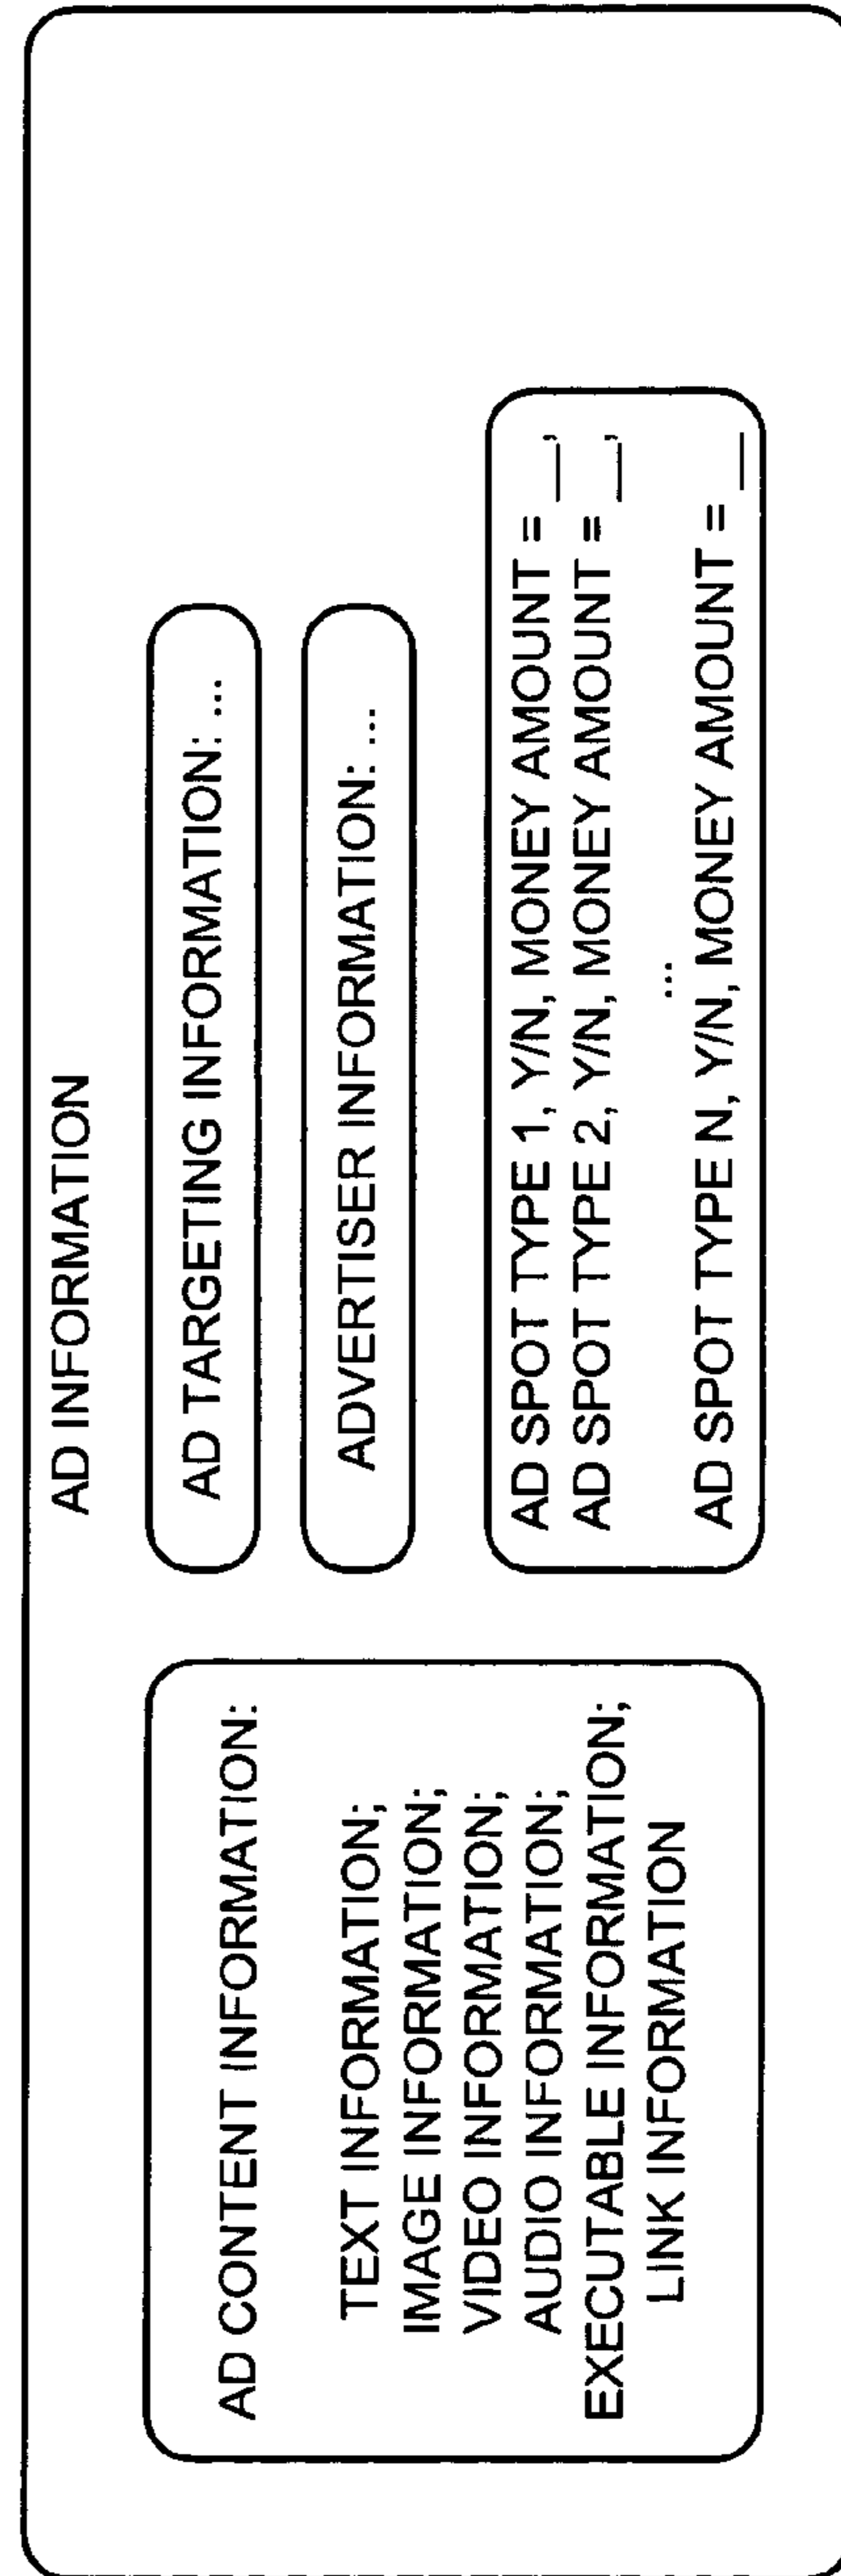 AD INFORMATION
AD CONTENT INFORMATION:
TEXT INFORMATION;
IMAGE INFORMATION;
VIDEO INFORMATION;
AUDIO INFORMATION;
EXECUTABLE INFORMATION;
LINK INFORMATION
AD TARGETING INFORMATION: ...
ADVERTISER INFORMATION: ...
AD SPOT TYPE 1, Y/N, MONEY AMOUNT = __,
AD SPOT TYPE 2, Y/N, MONEY AMOUNT = __,
...
AD SPOT TYPE N, Y/N, MONEY AMOUNT = __